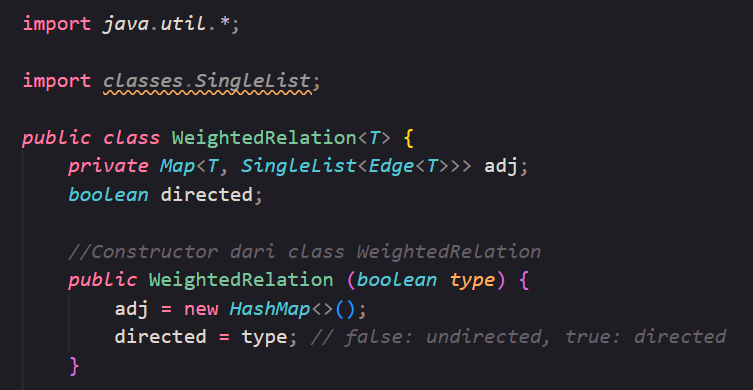 import java.util.*;
import classes.SingleList;
public class WeightedRelation<T> {
private Map<T, SingleList<Edge<T>>> adj;
boolean directed;
//Constructor dari class WeightedRelation
public WeightedRelation (boolean type) {
adj = new HashMap<>();
directed = type; // false: undirected, true: directed
}